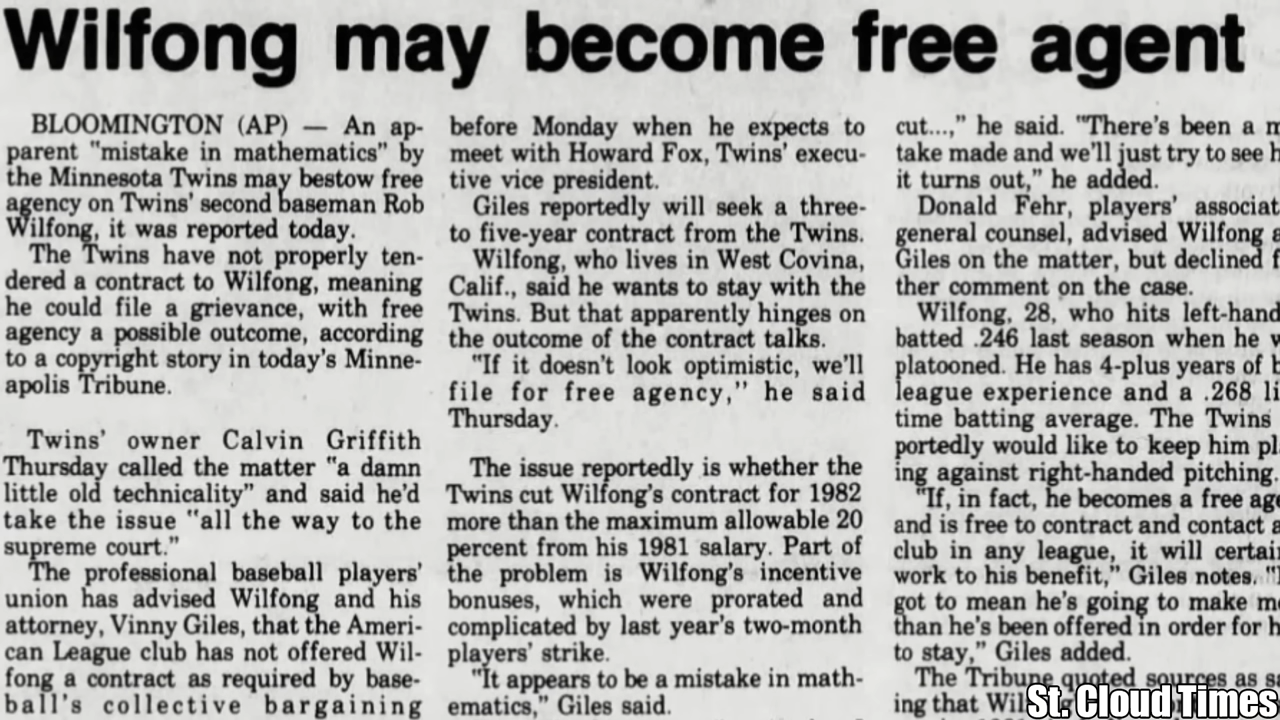 Wilfong may become free agent
BLOOMINGTON (AP) — An ap-
parent "mistake in mathematics" by
the Minnesota Twins may bestow free
agency on Twins' second baseman Rob
Wilfong, it was reported today.
The Twins have not properly ten-
dered a contract to Wilfong, meaning
he could file a grievance, with free
agency a possible outcome, according
to a copyright story in today's Minne-
apolis Tribune.
Twins' owner Calvin Griffith
Thursday called the matter "a damn
little old technicality" and said he'd
take the issue "all the way to the
supreme court."
The professional baseball players'
union has advised Wilfong and his
attorney, Vinny Giles, that the Ameri-
can League club has not offered Wil-
fong a contract as required by base-
ball's collective bargaining
before Monday when he expects to
meet with Howard Fox, Twins' execu-
tive vice president.
Giles reportedly will seek a three-
to five-year contract from the Twins.
Wilfong, who lives in West Covina,
Calif., said he wants to stay with the
Twins. But that apparently hinges on
the outcome of the contract talks.
"If it doesn't look optimistic, we'll
file for free agency," he said
Thursday.
The issue reportedly is whether the
Twins cut Wilfong's contract for 1982
more than the maximum allowable 20
percent from his 1981 salary. Part of
the problem is Wilfong's incentive
bonuses, which were prorated and
complicated by last year's two-month
players' strike.
"It appears to be a mistake in math-
ematics," Giles said.
cut...," he said. "There's been a
take made and we'll just try to see
it turns out," he added.
Donald Fehr, players'
general counsel, advised Wilfong
Giles on the matter, but declined
ther comment on the case.
Wilfong, 28, who hits
batted .246 last season when he
platooned. He has 4-plus years of
league experience and a .268
time batting average. The Twins
portedly would like to keep him
ing against right-handed pitching.
"If, in fact, he becomes a free
and is free to contract and contact
club in any league, it will
work to his benefit," Giles notes.
got to mean he's going to make
than he's been offered in order for
to stay," Giles added.
The Tribune quoted sources as
ing that
St. Cloud Times